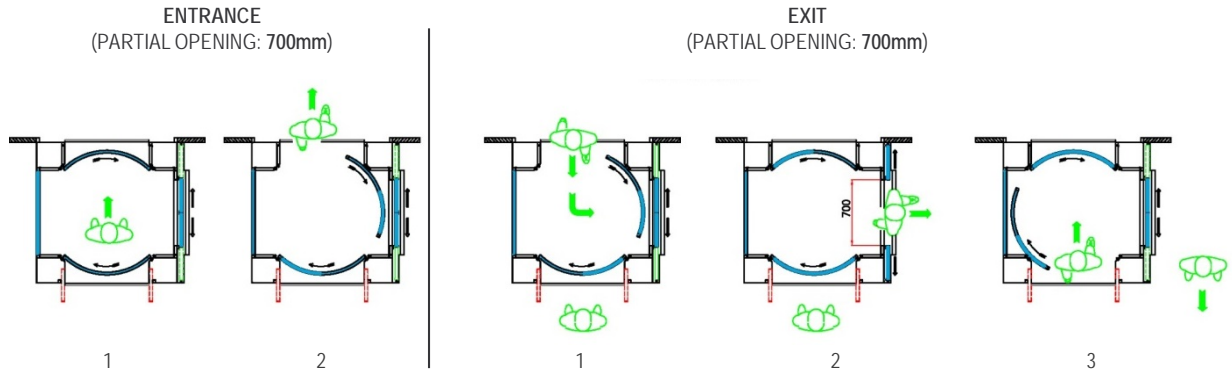 ENTRANCE
(PARTIAL OPENING: 700mm)
EXIT
(PARTIAL OPENING: 700mm)
700
1
2
1
2
3